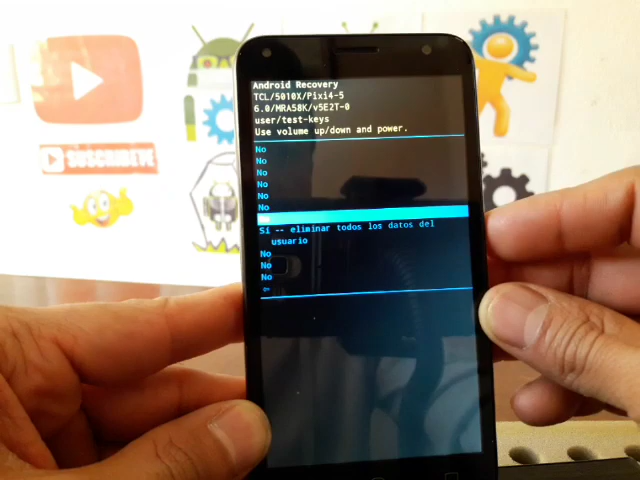 Android Recovery
TCL/5010X/Pixi4-5
6.0/MRA58K/v5E2T-0
user/test-keys
Use volume up/down and power.
No
No
No
No
No
No
No
Si -- eliminar todos los datos del
usuario
No
No
No
SUSCRIBETE